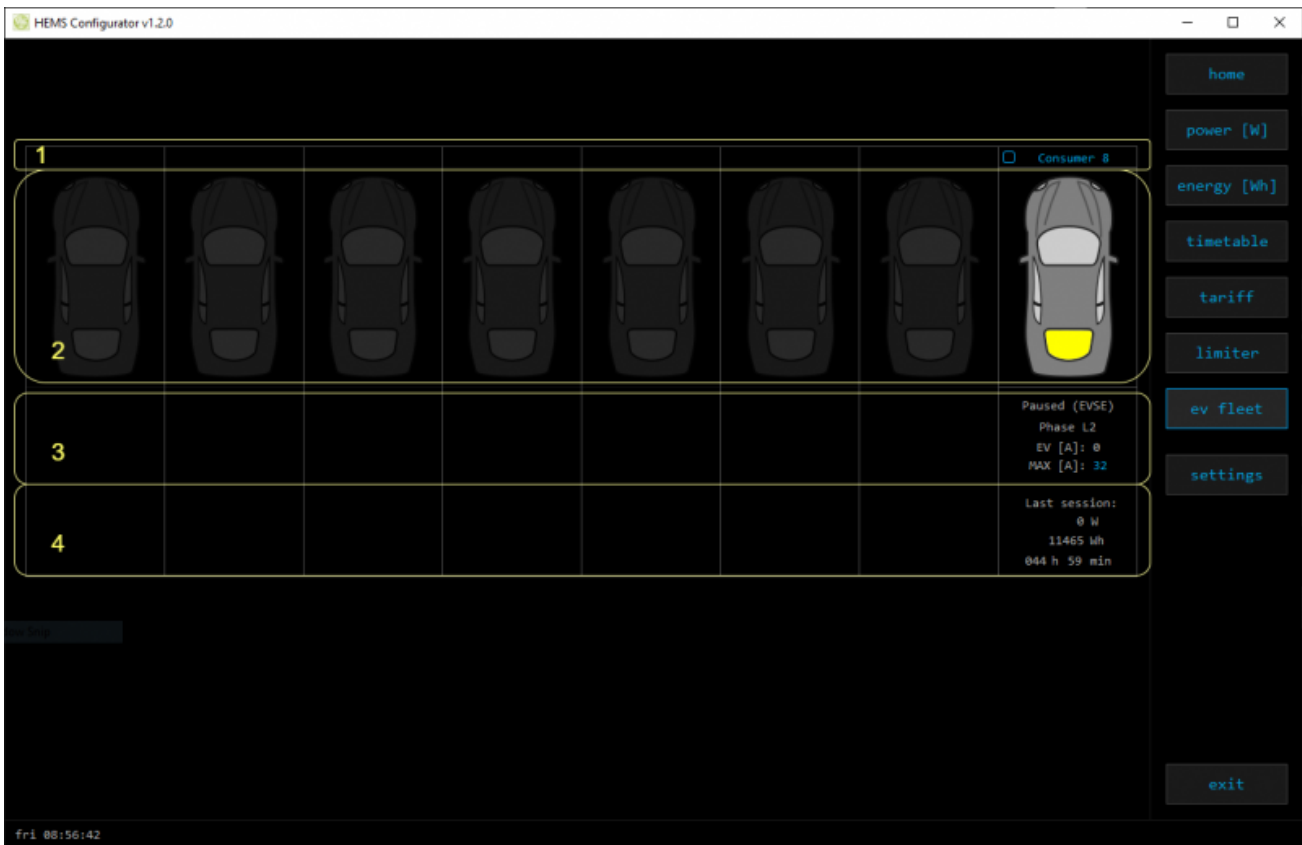 HEMS Configurator v1.2.0
home
power [W]
energy [Wh]
timetable
tariff
limiter
ev fleet
settings
exit
1
Consumer 8
2
3
Paused (EVSE)
Phase L2
EV [A]: 0
MAX [A]: 32
4
Last session:
0 W
11465 Wh
044 h 59 min
Snip
fri 08:56:42